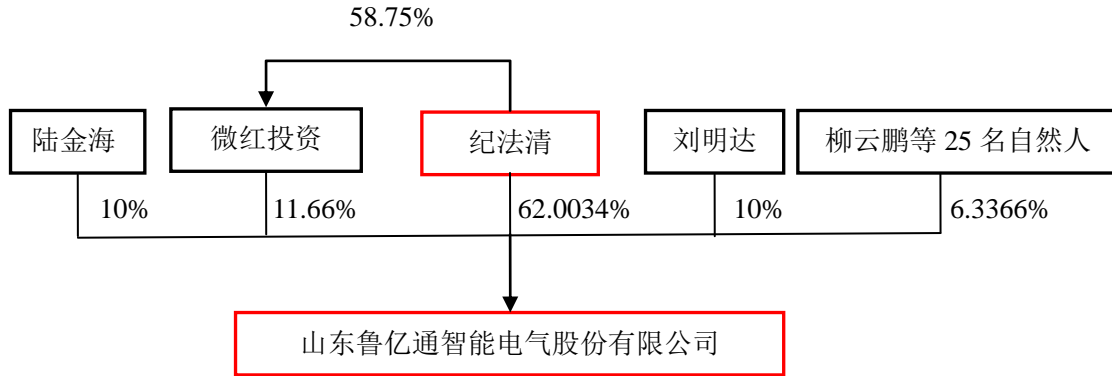 58.75%
陆金海
微红投资
纪法清
刘明达
柳云鹏等 25 名自然人
10%
11.66%
62.0034%
10%
6.3366%
山东鲁亿通智能电气股份有限公司